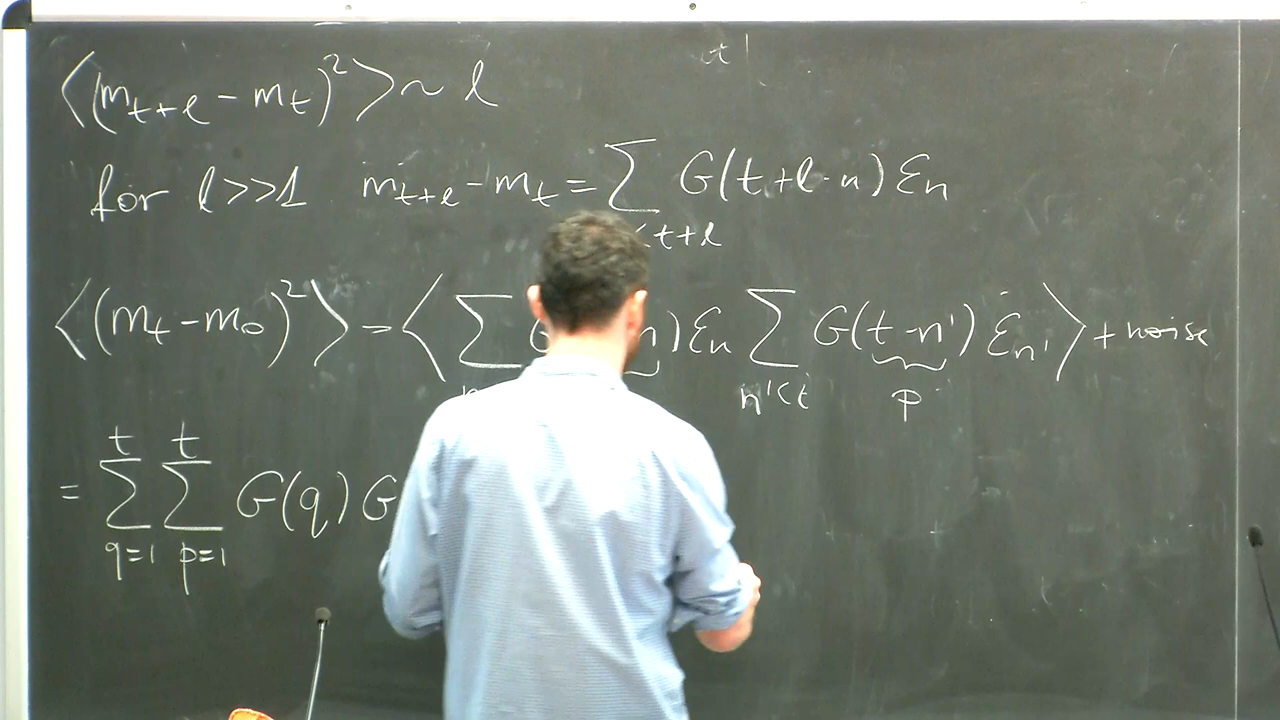 t
⟨(m_{t+ℓ} - m_t)^2⟩ ~ ℓ
for ℓ>>1 m_{t+ℓ} - m_t = ∑_{<t+ℓ} G(t+ℓ-n) ε_n
⟨(m_t - m_0)^2⟩ = ⟨∑ n) ε_n ∑_{n'<t} G(t-n') ε_{n'}⟩ + noise
p
= ∑_{q=1}^{t} ∑_{p=1}^{t} G(q) G